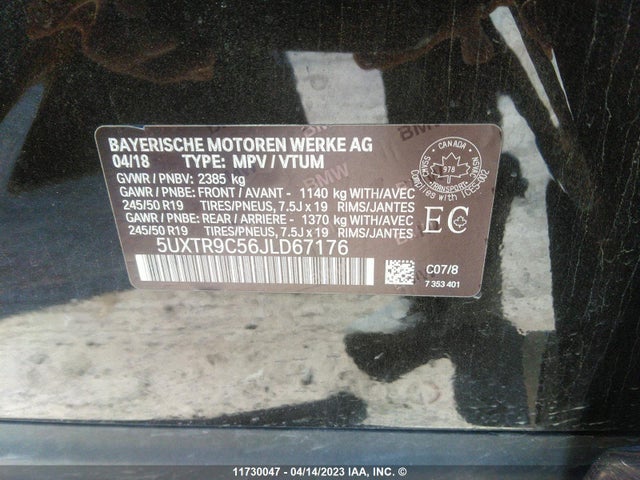 BAYERISCHE MOTOREN WERKE AG
04/18 TYPE: MPV / VTUM
GVWR / PNBV: 2385 kg
GAWR / PNBE: FRONT / AVANT - 1140 kg WITH/AVEC
245/50 R19 TIRES/PNEUS, 7.5J x 19 RIMS/JANTES
GAWR / PNBE: REAR / ARRIERE - 1370 kg WITH/AVEC
245/50 R19 TIRES/PNEUS, 7.5J x 19 RIMS/JANTES
5UXTR9C56JLD67176
CANADA
978
TRANSPORT
EC
C07/8
7 353 401
BMW
11730047 - 04/14/2023 IAA, Inc. ©